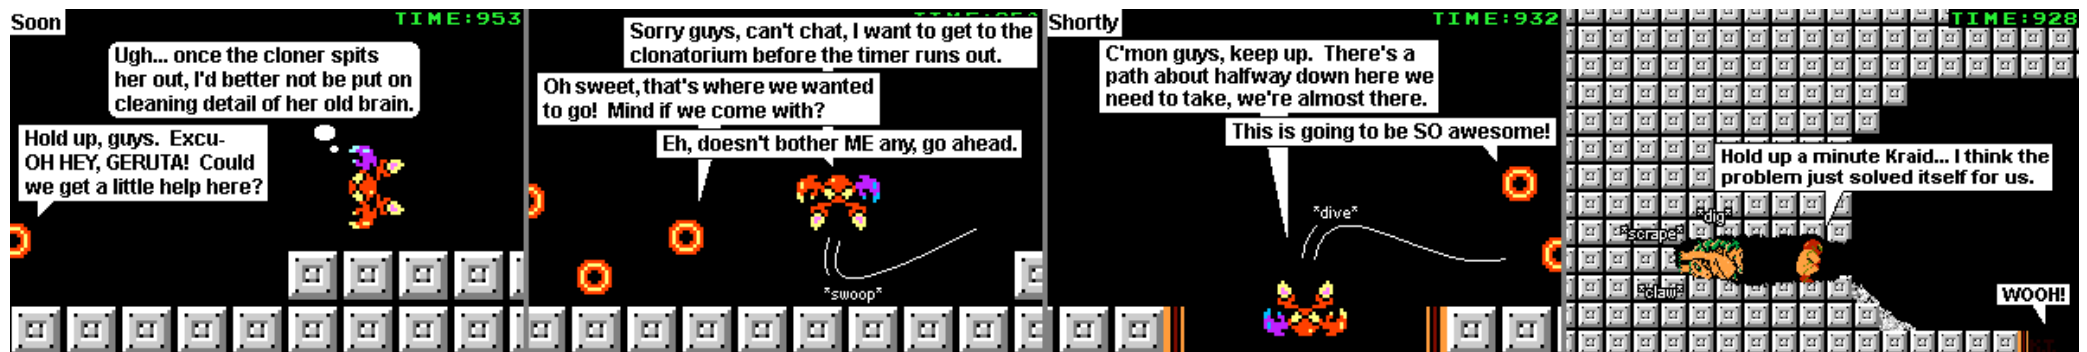 Soon
TIME:953
Ugh... once the cloner spits
her out, I'd better not be put on
cleaning detail of her old brain.
Hold up, guys.  Excu-
OH HEY, GERUTA!  Could
we get a little help here?
Sorry guys, can't chat, I want to get to the
clonatorium before the timer runs out.
Oh sweet, that's where we wanted
to go!  Mind if we come with?
Eh, doesn't bother ME any, go ahead.
*swoop*
Shortly
TIME:932
C'mon guys, keep up.  There's a
path about halfway down here we
need to take, we're almost there.
This is going to be SO awesome!
*dive*
TIME:928
Hold up a minute Kraid... I think the
problem just solved itself for us.
*dig*
*scrape*
*claw*
WOOH!